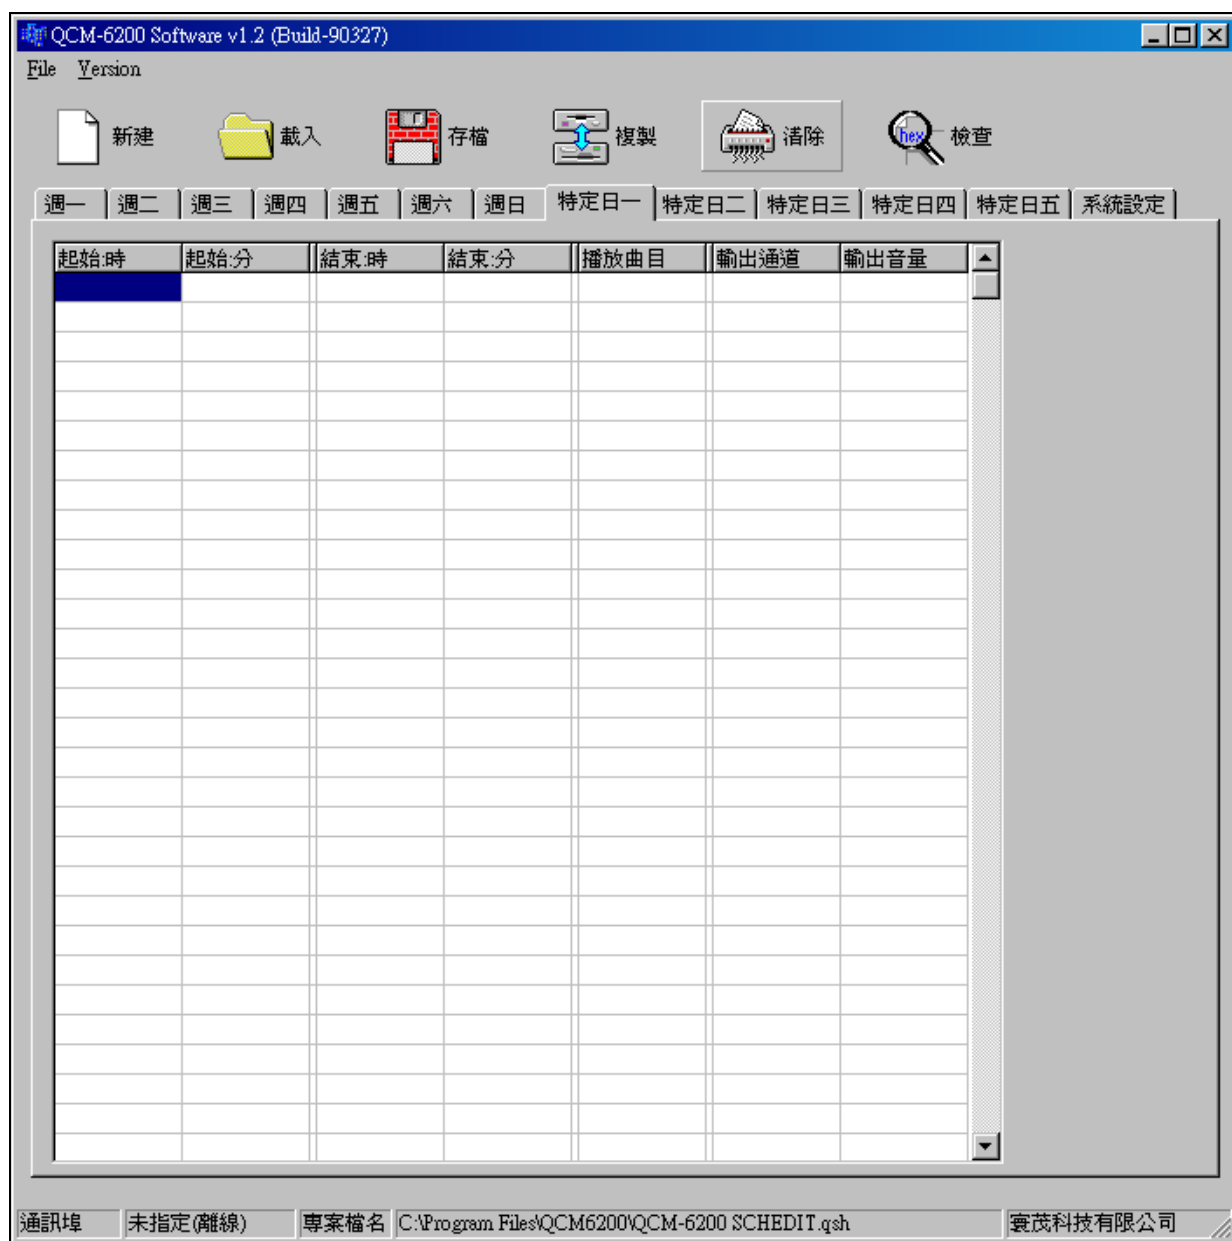 QCM-6200 Software v1.2 (Build-90327)
File Version
新建 載入 存檔 複製 清除 檢查
hex
週一 週二 週三 週四 週五 週六 週日 特定日一 特定日二 特定日三 特定日四 特定日五 系統設定
起始:時 起始:分 結束:時 結束:分 播放曲目 輸出通道 輸出音量
通訊埠 未指定(離線) 專案檔名 C:\Program Files\QCM6200\QCM-6200 SCHEDIT.qsh 寰茂科技有限公司